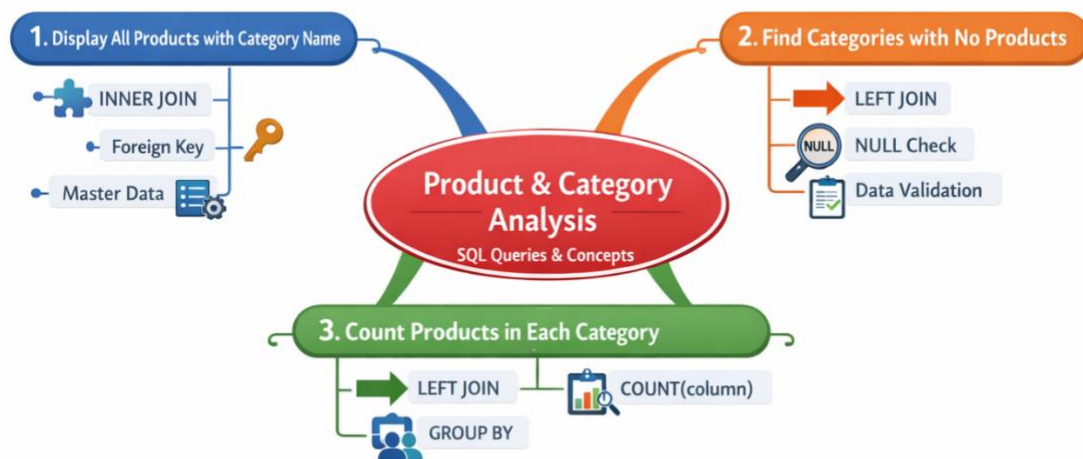 1. Display All Products with Category Name
INNER JOIN
Foreign Key
Master Data
2. Find Categories with No Products
LEFT JOIN
NULL
NULL Check
Data Validation
Product & Category
Analysis
SQL Queries & Concepts
3. Count Products in Each Category
LEFT JOIN
COUNT(column)
GROUP BY